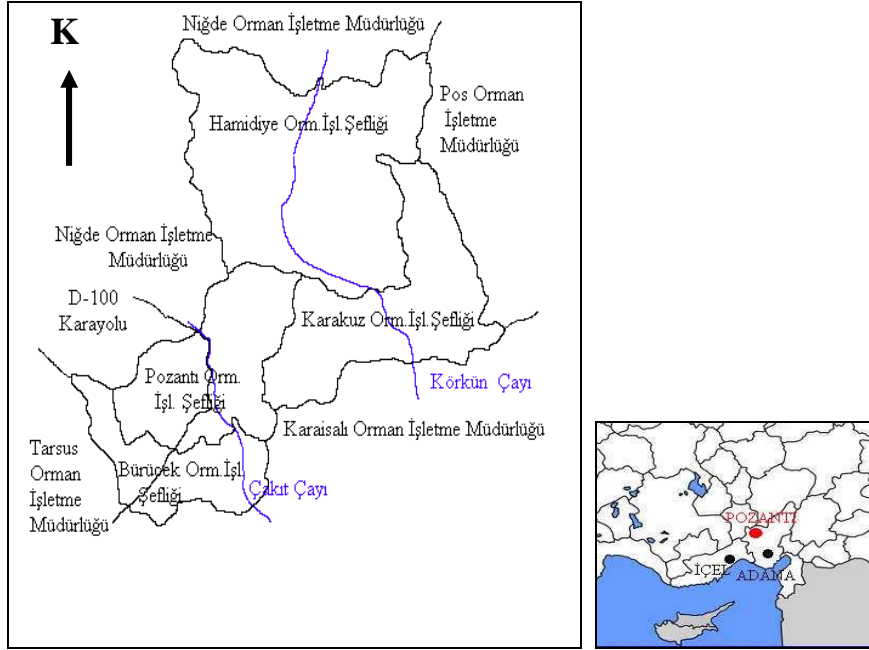 K
Niğde Orman İşletme Müdürlüğü
Pos Orman
İşletme
Müdürlüğü
Hamidiye Orm.İşl.Şefliği
Niğde Orman İşletme
Müdürlüğü
D-100
Karayolu
Karakuz Orm.İşl.Şefliği
Pozantı Orm.
İşl. Şefliği
Körkün Çayı
Karaisalı Orman İşletme Müdürlüğü
Tarsus
Orman
İşletme
Müdürlüğü
Bürücek Orm.İşl.
Şefliği
Çakıt Çayı
POZANTI
İÇEL
ADANA